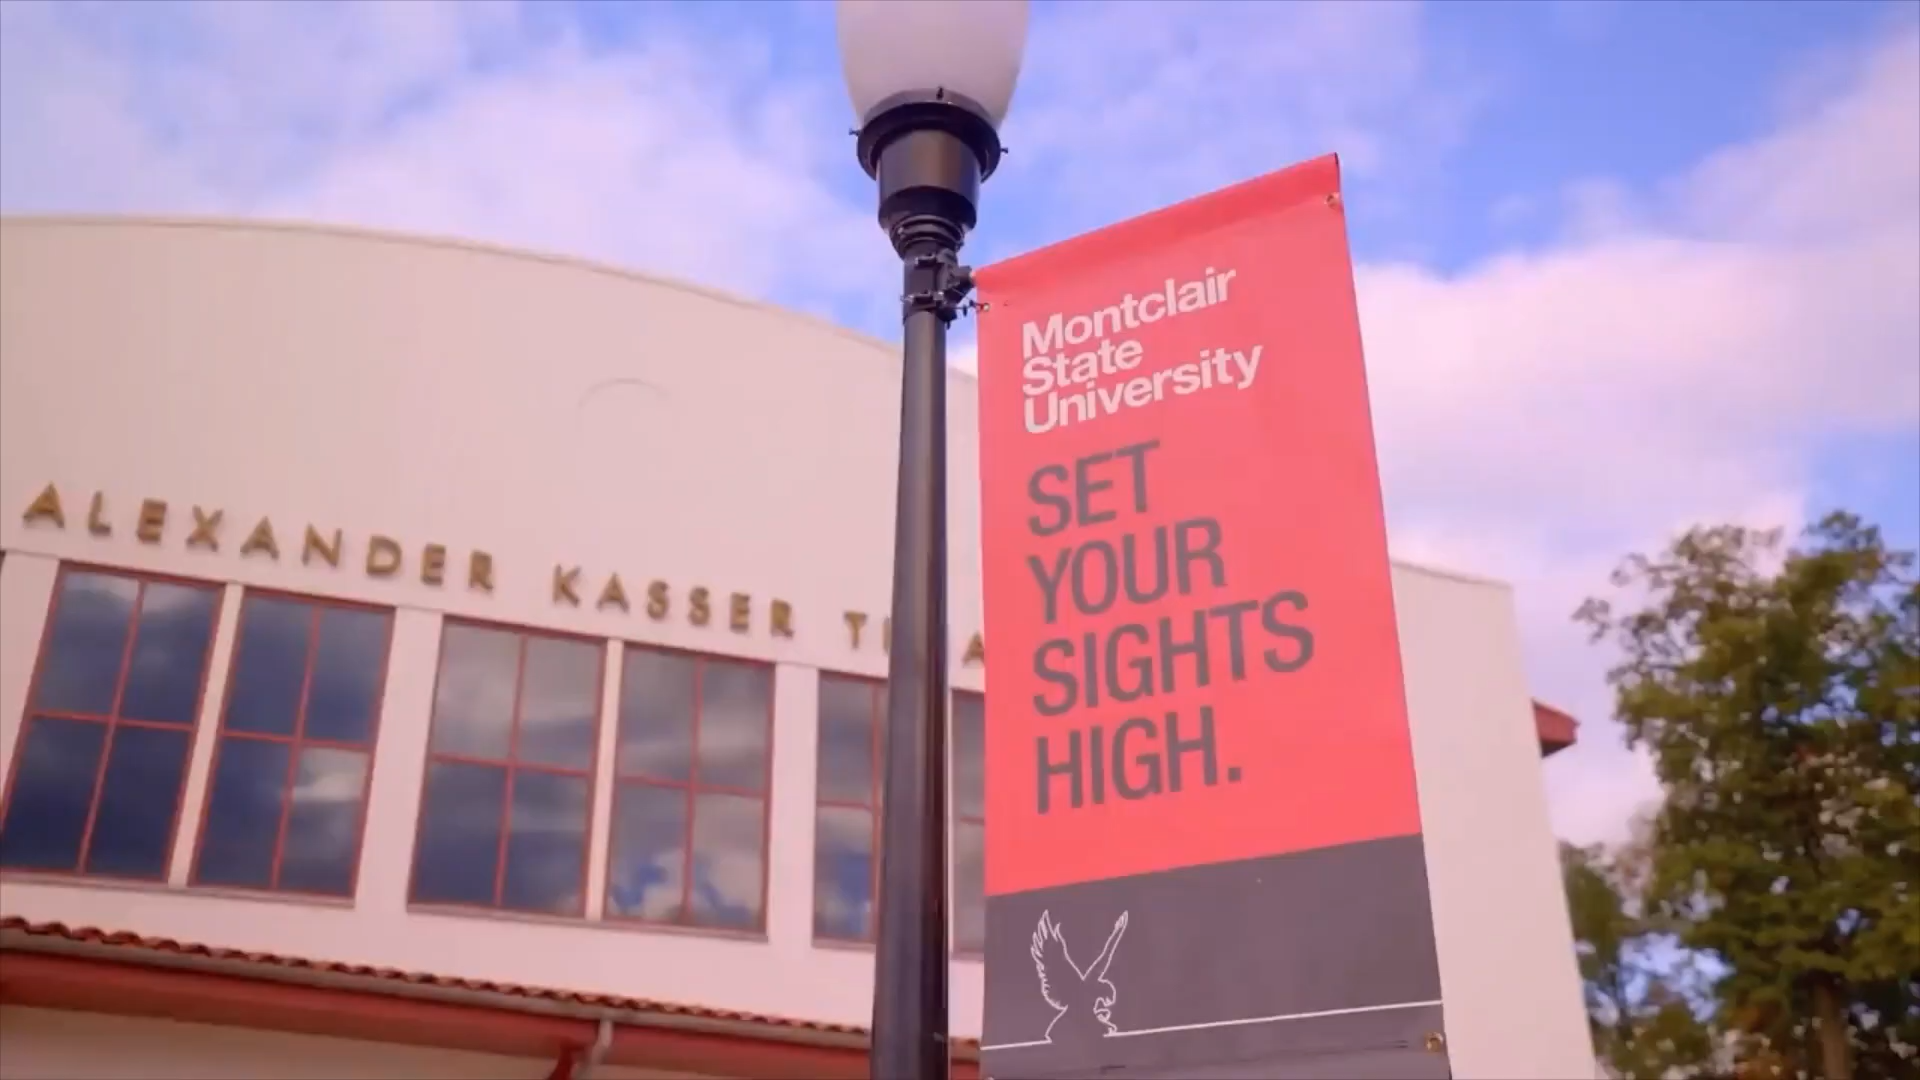 ALEXANDER KASSER
Montclair
State
University
SET
YOUR
SIGHTS
HIGH.